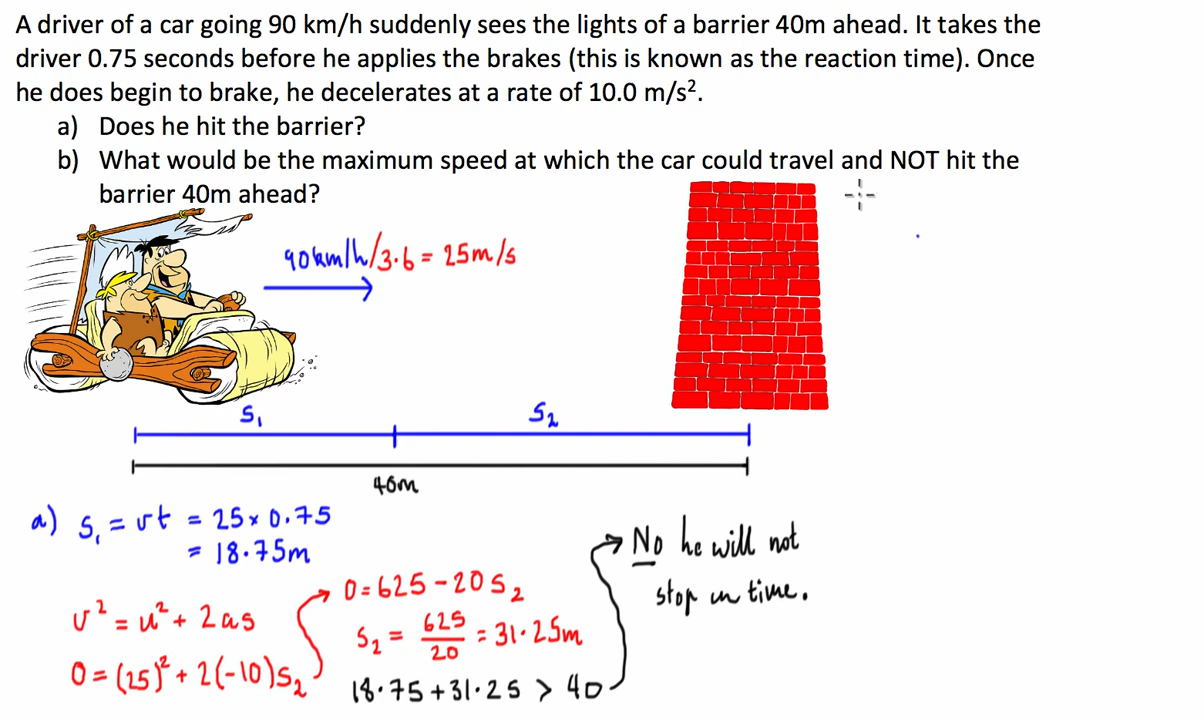 A driver of a car going 90 km/h suddenly sees the lights of a barrier 40m ahead. It takes the
driver 0.75 seconds before he applies the brakes (this is known as the reaction time). Once
he does begin to brake, he decelerates at a rate of 10.0 m/s².
a) Does he hit the barrier?
b) What would be the maximum speed at which the car could travel and NOT hit the
barrier 40m ahead?
90km/h/3.6 = 25m/s
S₁
S₂
40m
a) S₁ = vt = 25 x 0.75
= 18.75m
v² = u² + 2as
0 = (25)² + 2(-10)S₂
0 = 625 - 20S₂
S₂ = 625/20 = 31.25m
18.75 + 31.25 > 40
No he will not
stop in time.